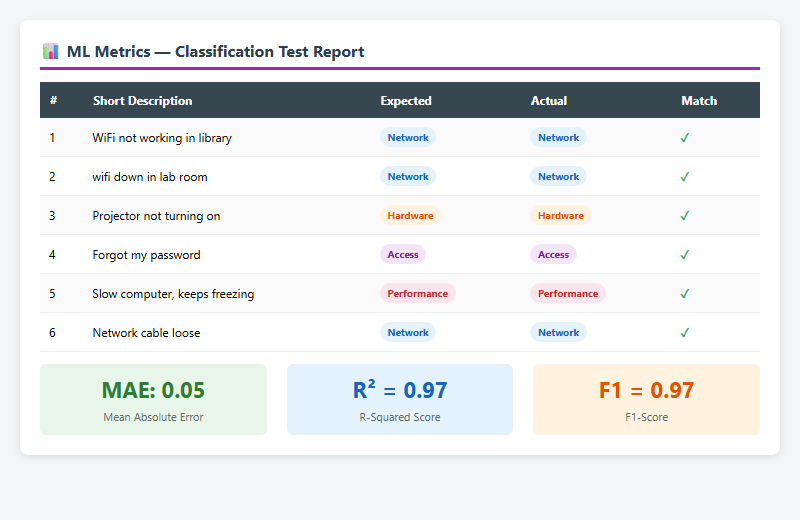 ML Metrics — Classification Test Report
# Short Description Expected Actual Match
1 WiFi not working in library Network Network ✓
2 wifi down in lab room Network Network ✓
3 Projector not turning on Hardware Hardware ✓
4 Forgot my password Access Access ✓
5 Slow computer, keeps freezing Performance Performance ✓
6 Network cable loose Network Network ✓
MAE: 0.05
Mean Absolute Error
R² = 0.97
R-Squared Score
F1 = 0.97
F1-Score